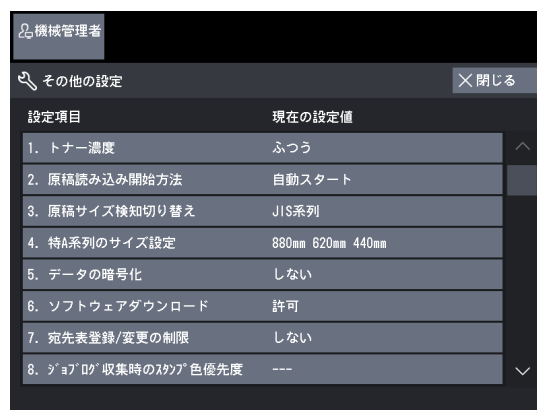 機械管理者
その他の設定
閉じる
設定項目 現在の設定値
1. トナー濃度 ふつう
2. 原稿読み込み開始方法 自動スタート
3. 原稿サイズ検知切り替え JIS系列
4. 特A系列のサイズ設定 880mm 620mm 440mm
5. データの暗号化 しない
6. ソフトウェアダウンロード 許可
7. 宛先表登録/変更の制限 しない
8. ｼﾞｮﾌﾞﾛｸﾞ収集時のｽﾀﾝﾌﾟ色優先度 ---